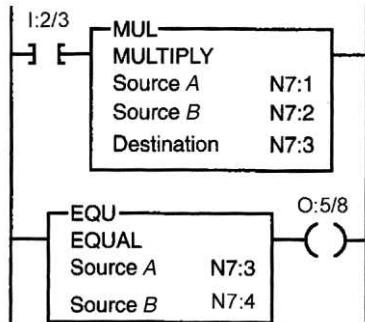 I:2/3
MUL
MULTIPLY
Source A N7:1
Source B N7:2
Destination N7:3
O:5/8
EQU
EQUAL
Source A N7:3
Source B N7:4